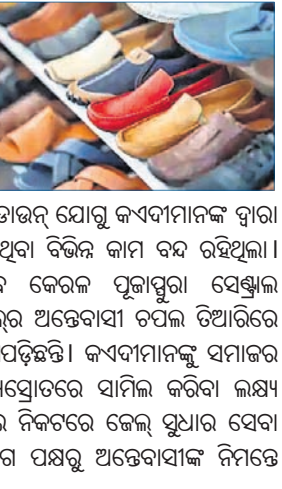 ଡାଉନ୍ ଯୋଗୁ କଏଦୀମାନଙ୍କ ଦ୍ୱାରା
ଥିବା ବିଭିନ୍ନ କାମ ବନ୍ଦ ରହିଥିଲା।
କେରଳ ପୂଜାପ୍ପୁରା ସେଣ୍ଟ୍ରାଲ
ଅନ୍ତେବାସୀ ଚପଲ ତିଆରିରେ
ପଡ଼ିଛନ୍ତି। କଏଦୀମାନଙ୍କୁ ସମାଜର
ସ୍ରୋତରେ ସାମିଲ କରିବା ଲକ୍ଷ୍ୟ
ନିକଟରେ ଜେଲ୍ ସୁଧାର ସେବା
ପକ୍ଷରୁ ଅନ୍ତେବାସୀଙ୍କ ନିମନ୍ତେ